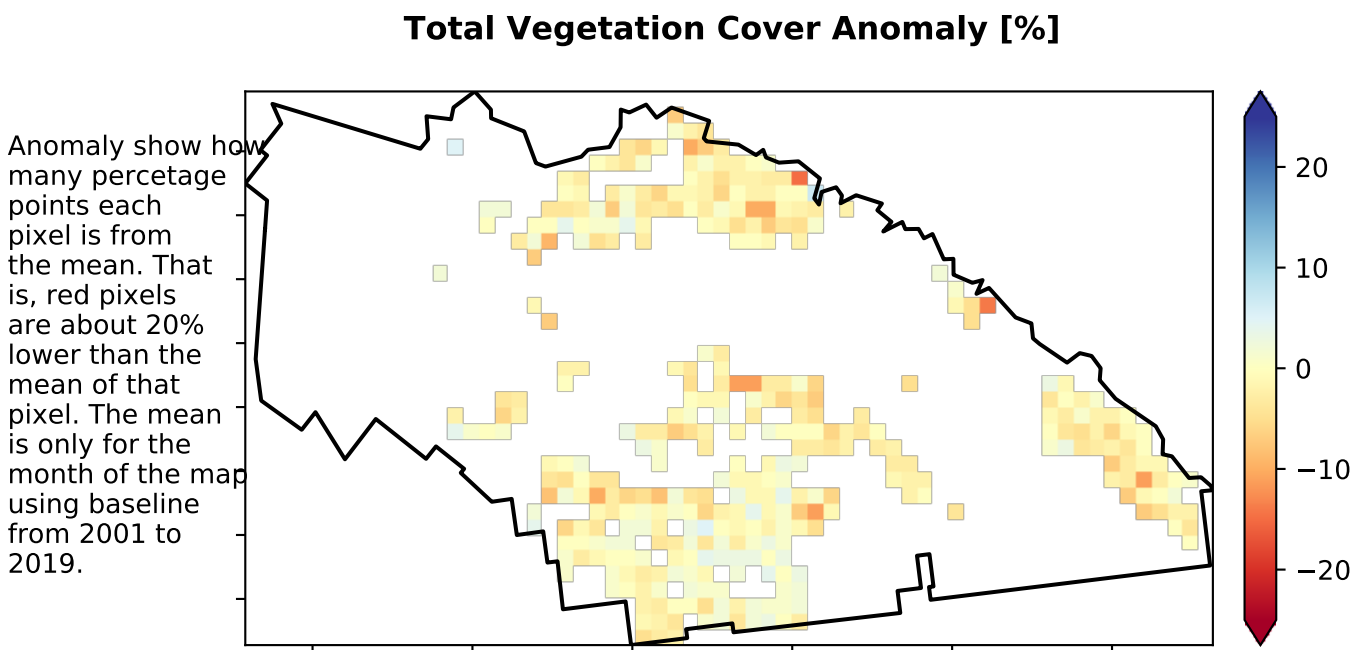 Total Vegetation Cover Anomaly [%]
Anomaly show how
many percetage
points each
pixel is from
the mean. That
is, red pixels
are about 20%
lower than the
mean of that
pixel. The mean
is only for the
month of the map
using baseline
from 2001 to
2019.
20
10
0
−10
−20